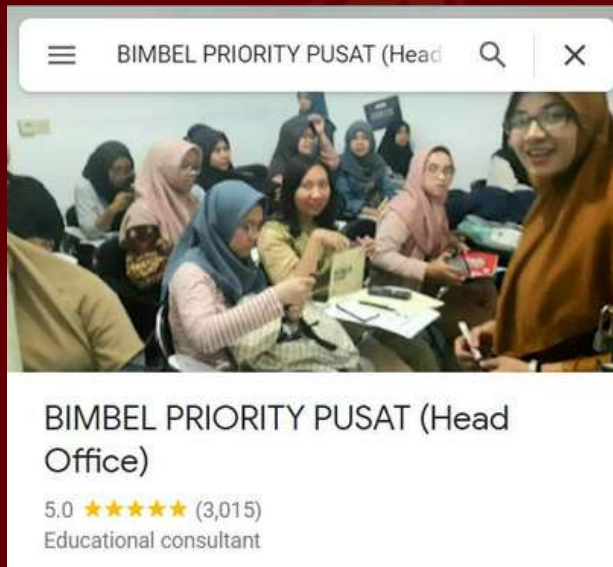 BIMBEL PRIORITY PUSAT (Head
BIMBEL PRIORITY PUSAT (Head
Office)
5.0 ★★★★★ (3,015)
Educational consultant